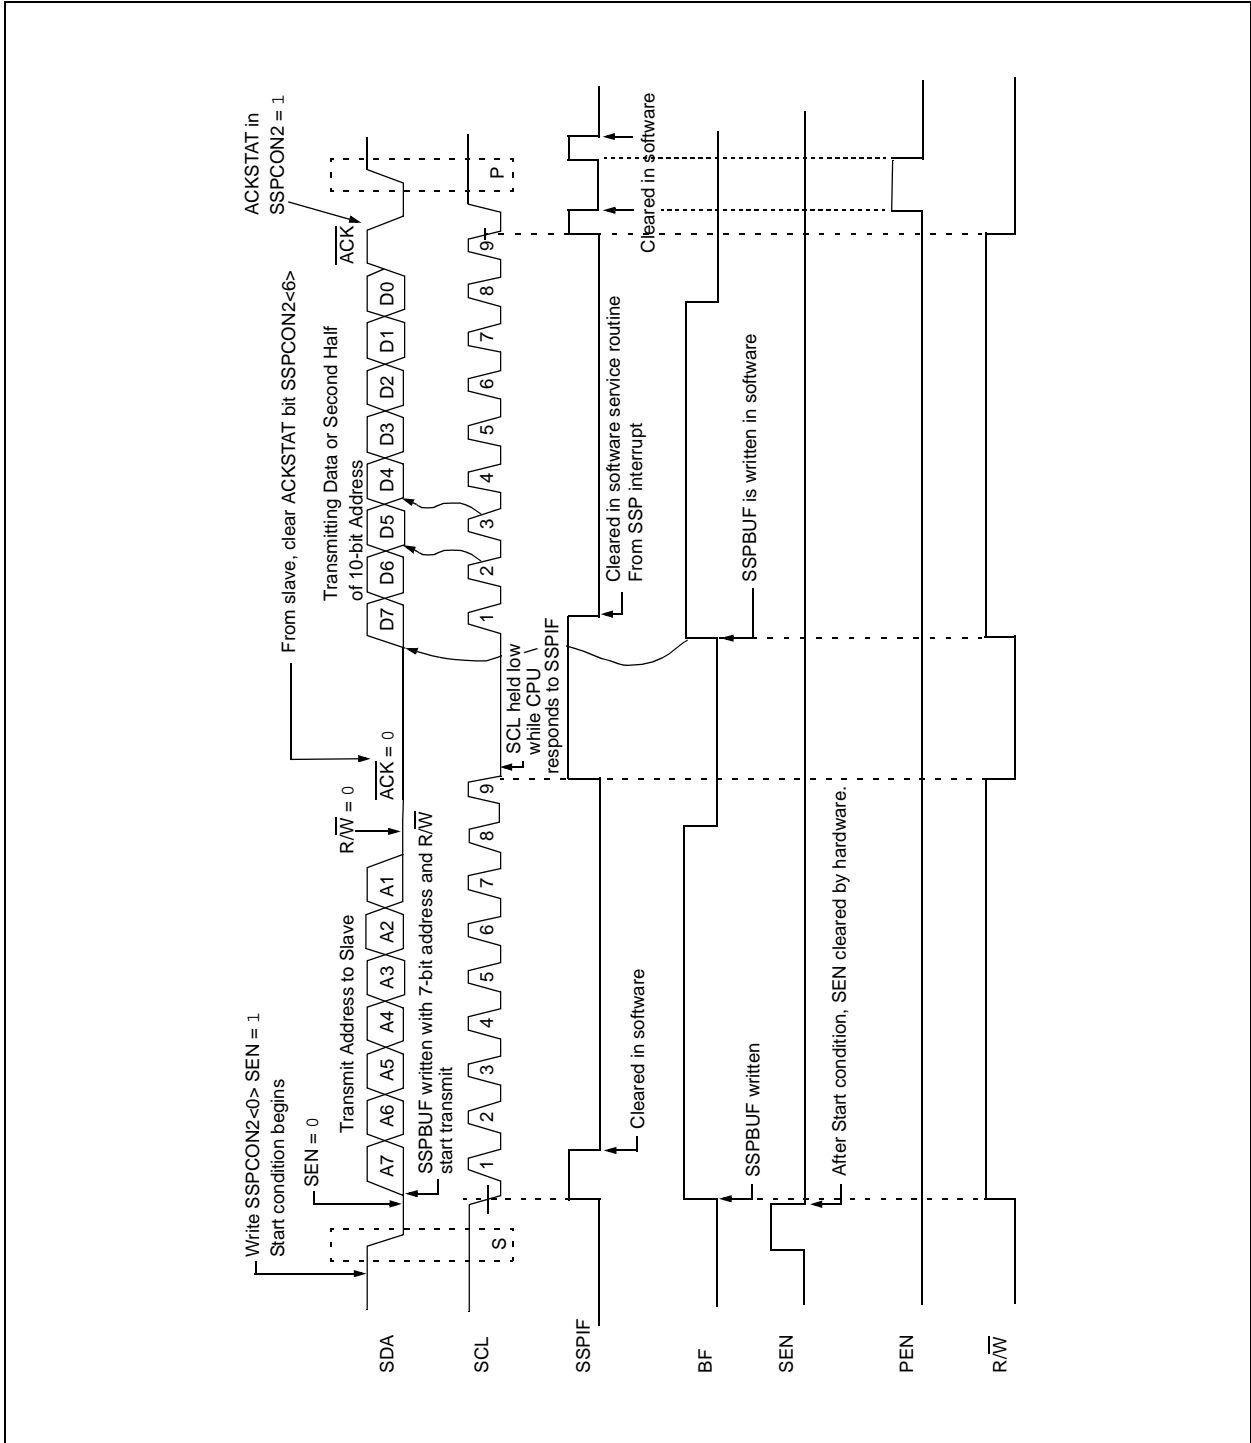 Write SSPCON2<0> SEN = 1
Start condition begins
SEN = 0
Transmit Address to Slave
R/W = 0
ACK = 0
From slave, clear ACKSTAT bit SSPCON2<6>
Transmitting Data or Second Half
of 10-bit Address
ACK
ACKSTAT in
SSPCON2 = 1
SDA
A7 A6 A5 A4 A3 A2 A1
D7 D6 D5 D4 D3 D2 D1 D0
SSPBUF written with 7-bit address and R/W
start transmit
SCL
S
1 2 3 4 5 6 7 8 9
1 2 3 4 5 6 7 8 9
P
SCL held low
while CPU
responds to SSPIF
SSPIF
Cleared in software
Cleared in software service routine
From SSP interrupt
Cleared in software
BF
SSPBUF written
SSPBUF is written in software
SEN
After Start condition, SEN cleared by hardware.
PEN
R/W